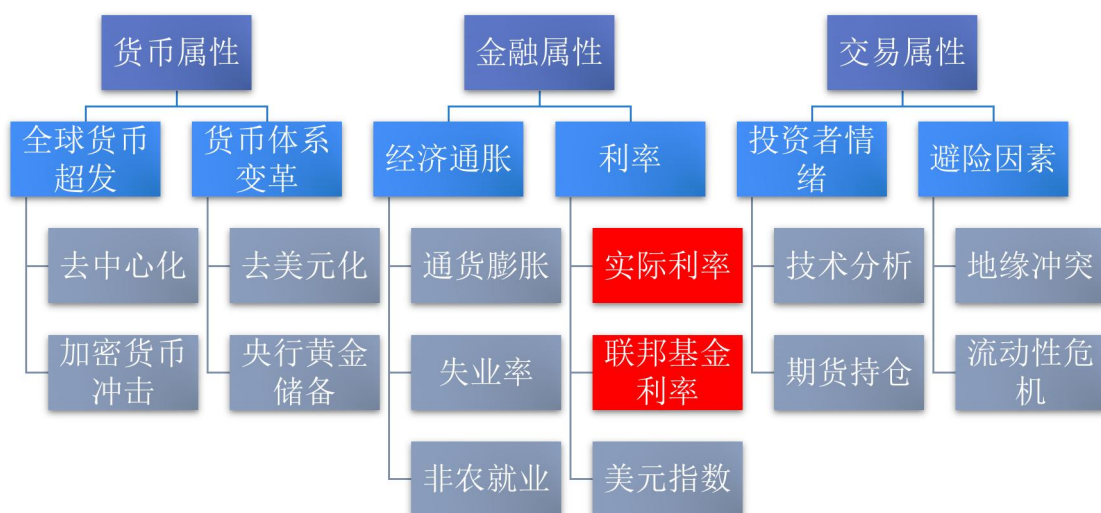 货币属性
金融属性
交易属性
全球货币
超发
货币体系
变革
经济通胀
利率
投资者情
绪
避险因素
去中心化
去美元化
通货膨胀
实际利率
技术分析
地缘冲突
加密货币
冲击
央行黄金
储备
失业率
联邦基金
利率
期货持仓
流动性危
机
非农就业
美元指数